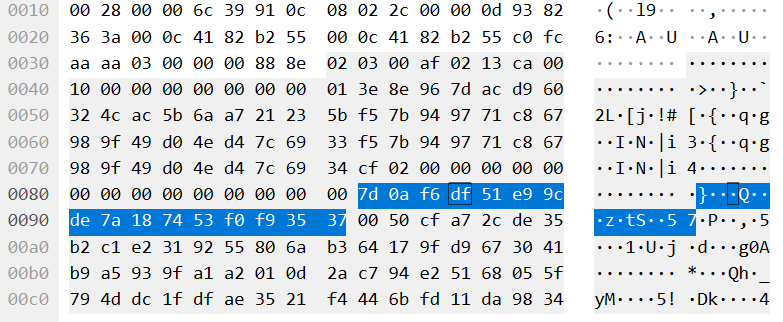 0010 00 28 00 00 6c 39 91 0c 08 02 2c 00 00 0d 93 82 ·(··l9·· ··,·····
0020 36 3a 00 0c 41 82 b2 55 00 0c 41 82 b2 55 c0 fc 6:··A··U ··A··U··
0030 aa aa 03 00 00 00 88 8e 02 03 00 af 02 13 ca 00 ········ ········
0040 10 00 00 00 00 00 00 00 01 3e 8e 96 7d ac d9 60 ········ ·>··}··`
0050 32 4c ac 5b 6a a7 21 23 5b f5 7b 94 97 71 c8 67 2L·[j·!# [·{··q·g
0060 98 9f 49 d0 4e d4 7c 69 33 f5 7b 94 97 71 c8 67 ··I·N·|i 3·{··q·g
0070 98 9f 49 d0 4e d4 7c 69 34 cf 02 00 00 00 00 00 ··I·N·|i 4·······
0080 00 00 00 00 00 00 00 00 00 7d 0a f6 df 51 e9 9c ········ ·}···Q··
0090 de 7a 18 74 53 f0 f9 35 37 00 50 cf a7 2c de 35 ·z·tS··5 7·P··,·5
00a0 b2 c1 e2 31 92 55 80 6a b3 64 17 9f d9 67 30 41 ···1·U·j ·d···g0A
00b0 b9 a5 93 9f a1 a2 01 0d 2a c7 94 e2 51 68 05 5f ········ *···Qh·_
00c0 79 4d dc 1f df ae 35 21 f4 44 6b fd 11 da 98 34 yM····5! ·Dk····4